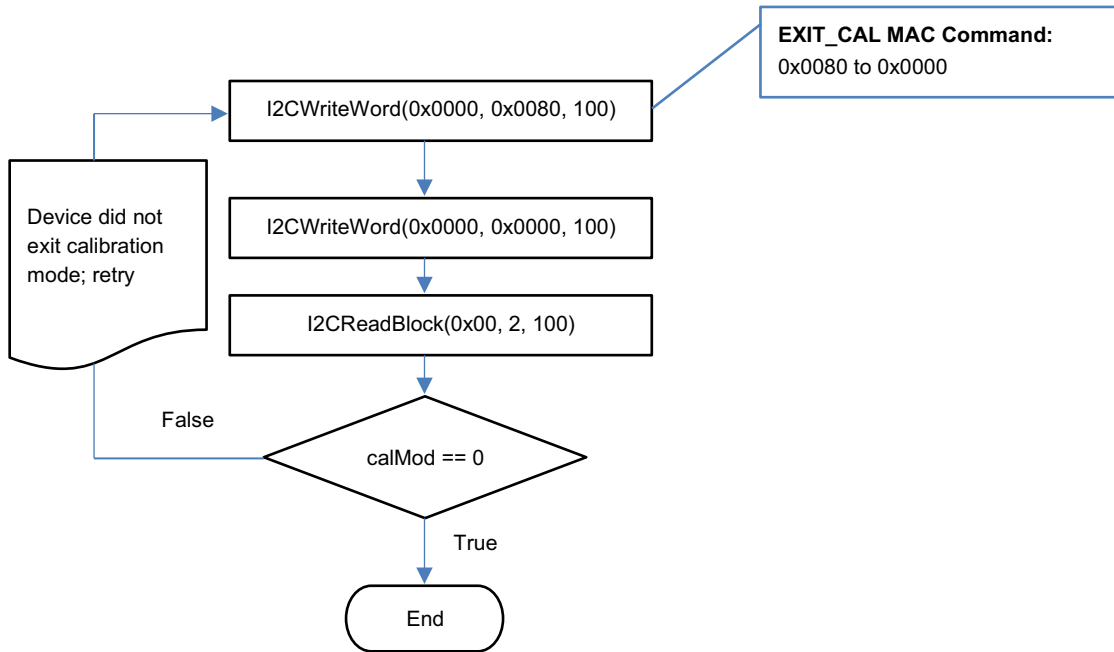 EXIT_CAL MAC Command:
0x0080 to 0x0000
I2CWriteWord(0x0000, 0x0080, 100)
Device did not
exit calibration
mode; retry
I2CWriteWord(0x0000, 0x0000, 100)
I2CReadBlock(0x00, 2, 100)
False
calMod == 0
True
End